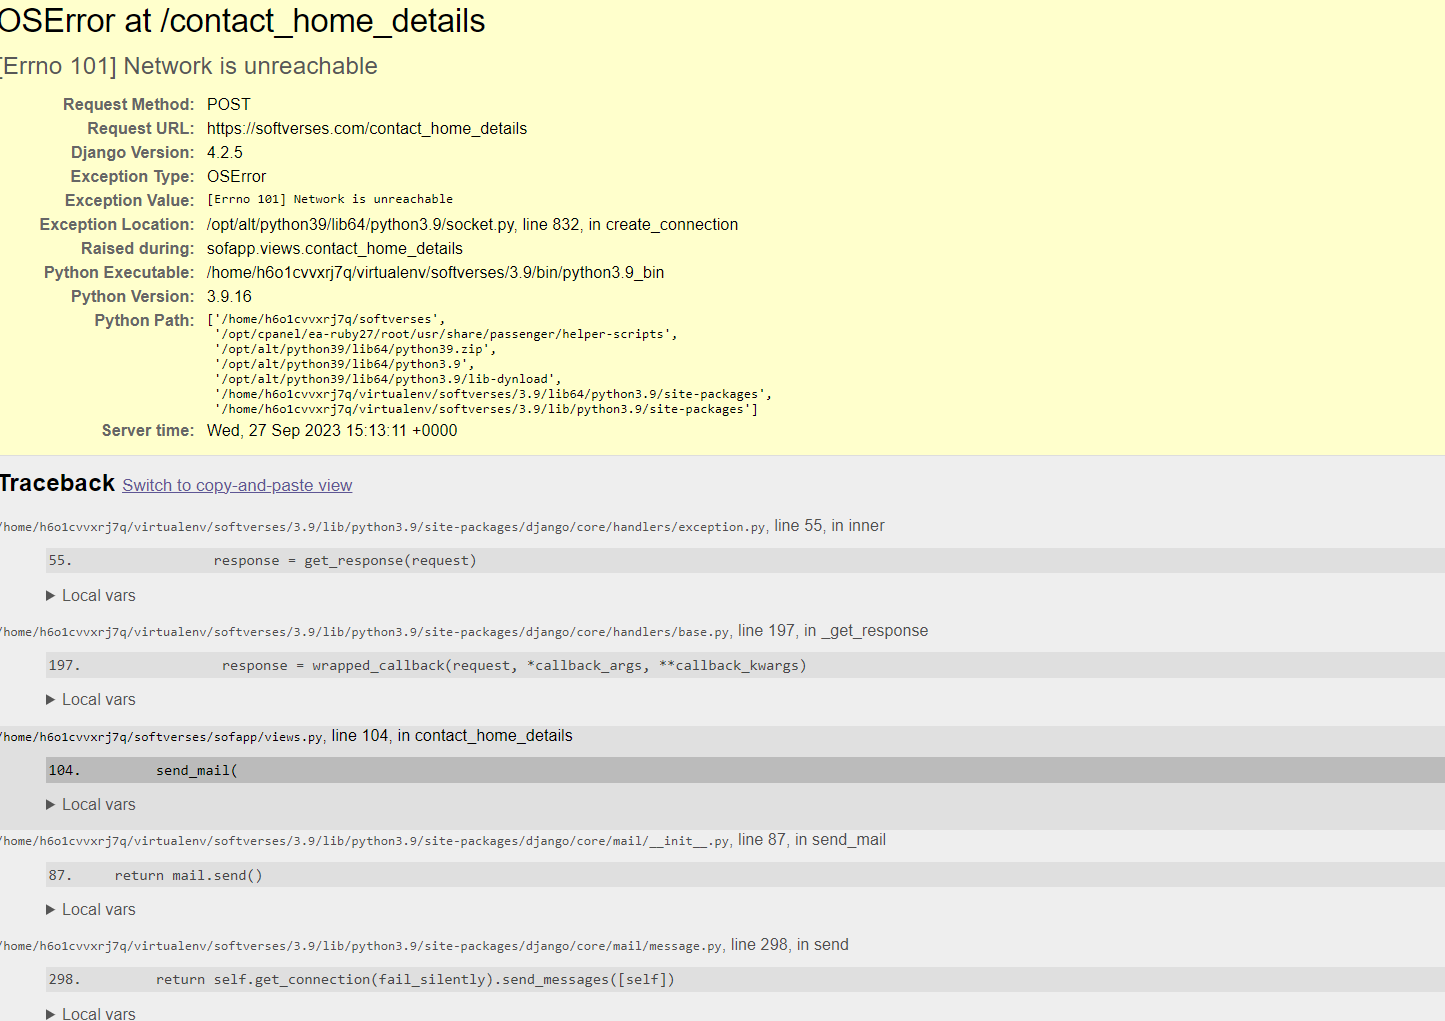 OSError at /contact_home_details
[Errno 101] Network is unreachable
Request Method: POST
Request URL: https://softverses.com/contact_home_details
Django Version: 4.2.5
Exception Type: OSError
Exception Value: [Errno 101] Network is unreachable
Exception Location: /opt/alt/python39/lib64/python3.9/socket.py, line 832, in create_connection
Raised during: sofapp.views.contact_home_details
Python Executable: /home/h6o1cvvxrj7q/virtualenv/softverses/3.9/bin/python3.9_bin
Python Version: 3.9.16
Python Path: ['/home/h6o1cvvxrj7q/softverses',
'/opt/cpanel/ea-ruby27/root/usr/share/passenger/helper-scripts',
'/opt/alt/python39/lib64/python39.zip',
'/opt/alt/python39/lib64/python3.9',
'/opt/alt/python39/lib64/python3.9/lib-dynload',
'/home/h6o1cvvxrj7q/virtualenv/softverses/3.9/lib64/python3.9/site-packages',
'/home/h6o1cvvxrj7q/virtualenv/softverses/3.9/lib/python3.9/site-packages']
Server time: Wed, 27 Sep 2023 15:13:11 +0000
Traceback Switch to copy-and-paste view
/home/h6o1cvvxrj7q/virtualenv/softverses/3.9/lib/python3.9/site-packages/django/core/handlers/exception.py, line 55, in inner
55. response = get_response(request)
▶ Local vars
/home/h6o1cvvxrj7q/virtualenv/softverses/3.9/lib/python3.9/site-packages/django/core/handlers/base.py, line 197, in _get_response
197. response = wrapped_callback(request, *callback_args, **callback_kwargs)
▶ Local vars
/home/h6o1cvvxrj7q/softverses/sofapp/views.py, line 104, in contact_home_details
104. send_mail(
▶ Local vars
/home/h6o1cvvxrj7q/virtualenv/softverses/3.9/lib/python3.9/site-packages/django/core/mail/__init__.py, line 87, in send_mail
87. return mail.send()
▶ Local vars
/home/h6o1cvvxrj7q/virtualenv/softverses/3.9/lib/python3.9/site-packages/django/core/mail/message.py, line 298, in send
298. return self.get_connection(fail_silently).send_messages([self])
▶ Local vars